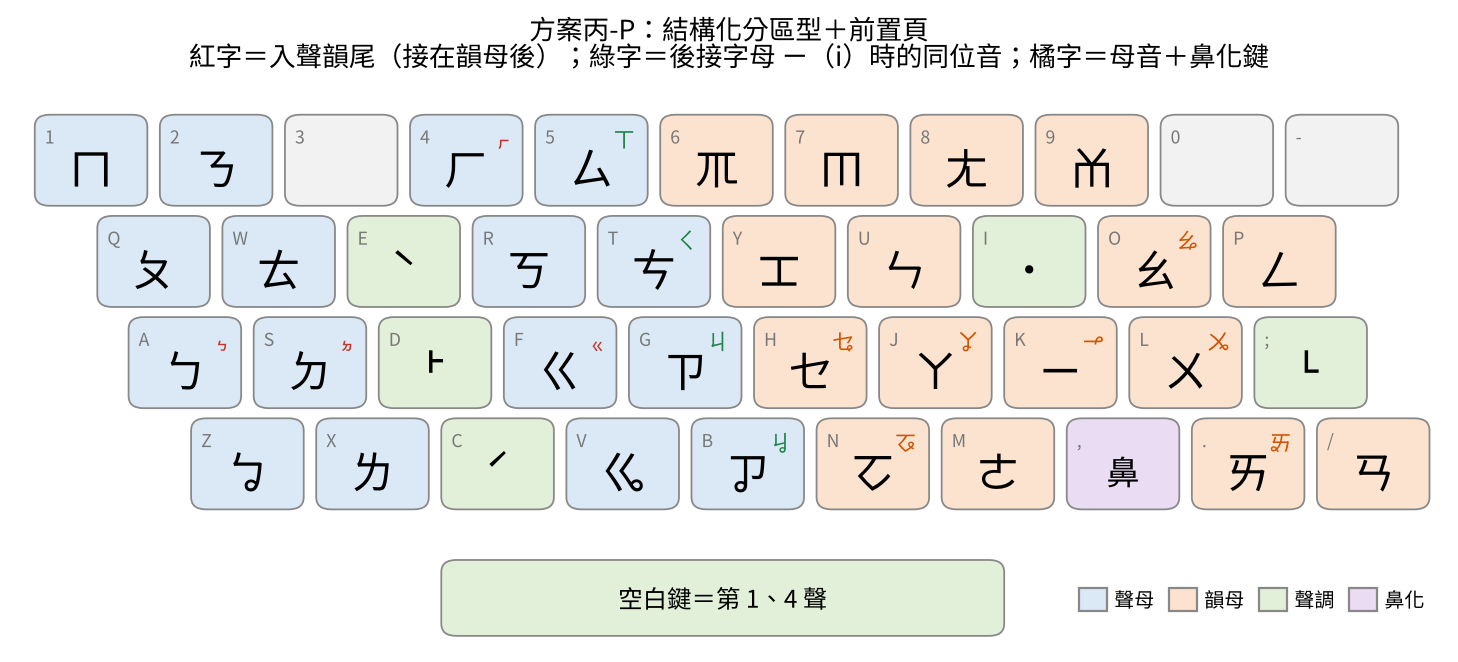 方案丙-P：結構化分區型＋前置頁
紅字＝入聲韻尾（接在韻母後）；綠字＝後接字母 ㄧ（i）時的同位音；橘字＝母音＋鼻化鍵
1 ㄇ 2 ㄋ 3 4 ㄏ ㆷ 5 ㄙ ㄒ 6 ㆭ 7 ㆬ 8 ㄤ 9 ㆱ 0 -
Q ㄆ W ㄊ E ˋ R ㄎ T ㄘ ㄑ Y ㆲ U ㄣ I ˙ O ㄠ ㆯ P ㄥ
A ㄅ ㆴ S ㄉ ㆵ D ˫ F ㄍ ㆻ G ㄗ ㄐ H ㆤ ㆥ J ㄚ ㆩ K ㄧ ㆪ L ㄨ ㆫ ; ㄴ
Z ㆠ X ㄌ C ˊ V ㆣ B ㆡ ㆢ N ㆦ ㆧ M ㄜ , 鼻 . ㄞ ㆮ / ㄢ
空白鍵＝第 1、4 聲
聲母 韻母 聲調 鼻化